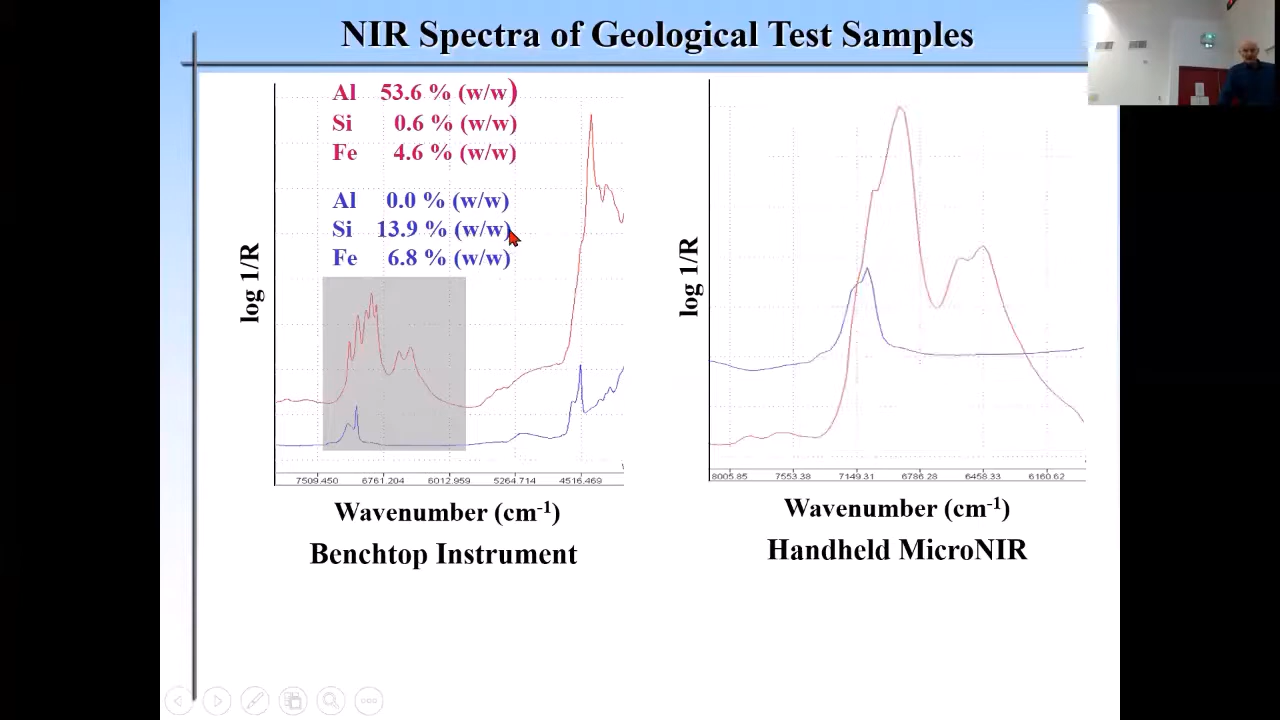 NIR Spectra of Geological Test Samples
Al 53.6 % (w/w)
Si 0.6 % (w/w)
Fe 4.6 % (w/w)
Al 0.0 % (w/w)
Si 13.9 % (w/w)
Fe 6.8 % (w/w)
log 1/R
7509.450 6761.204 6012.959 5264.714 4516.469
Wavenumber (cm-1)
Benchtop Instrument
log 1/R
8005.85 7553.38 7149.31 6786.28 6458.33 6160.62
Wavenumber (cm-1)
Handheld MicroNIR